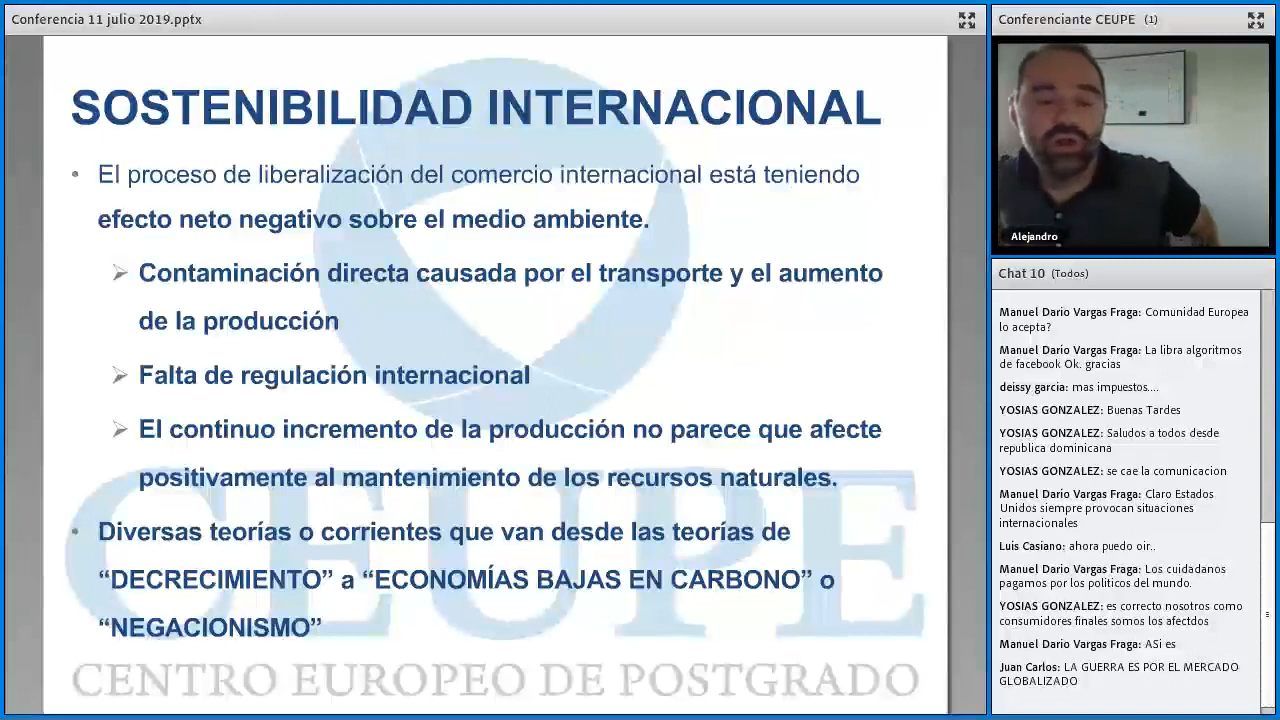 Conferencia 11 julio 2019.pptx
SOSTENIBILIDAD INTERNACIONAL
• El proceso de liberalización del comercio internacional está teniendo
efecto neto negativo sobre el medio ambiente.
Contaminación directa causada por el transporte y el aumento
de la producción
Falta de regulación internacional
El continuo incremento de la producción no parece que afecte
positivamente al mantenimiento de los recursos naturales.
• Diversas teorías o corrientes que van desde las teorías de
“DECRECIMIENTO” a “ECONOMÍAS BAJAS EN CARBONO” o
“NEGACIONISMO”
CEUPE
CENTRO EUROPEO DE POSTGRADO
Conferenciante CEUPE (1)
Alejandro
Chat 10 (Todos)
Manuel Darío Vargas Fraga: Comunidad Europea
lo acepta?
Manuel Darío Vargas Fraga: La libra algoritmos
de facebook Ok. gracias
deissy garcia: mas impuestos....
YOSIAS GONZALEZ: Buenas Tardes
YOSIAS GONZALEZ: Saludos a todos desde
republica dominicana
YOSIAS GONZALEZ: se cae la comunicacion
Manuel Darío Vargas Fraga: Claro Estados
Unidos siempre provocan situaciones
internacionales
Luis Casiano: ahora puedo oir..
Manuel Darío Vargas Fraga: Los cuidadanos
pagamos por los politicos del mundo.
YOSIAS GONZALEZ: es correcto nosotros como
consumidores finales somos los afectdos
Manuel Darío Vargas Fraga: ASi es
Juan Carlos: LA GUERRA ES POR EL MERCADO
GLOBALIZADO